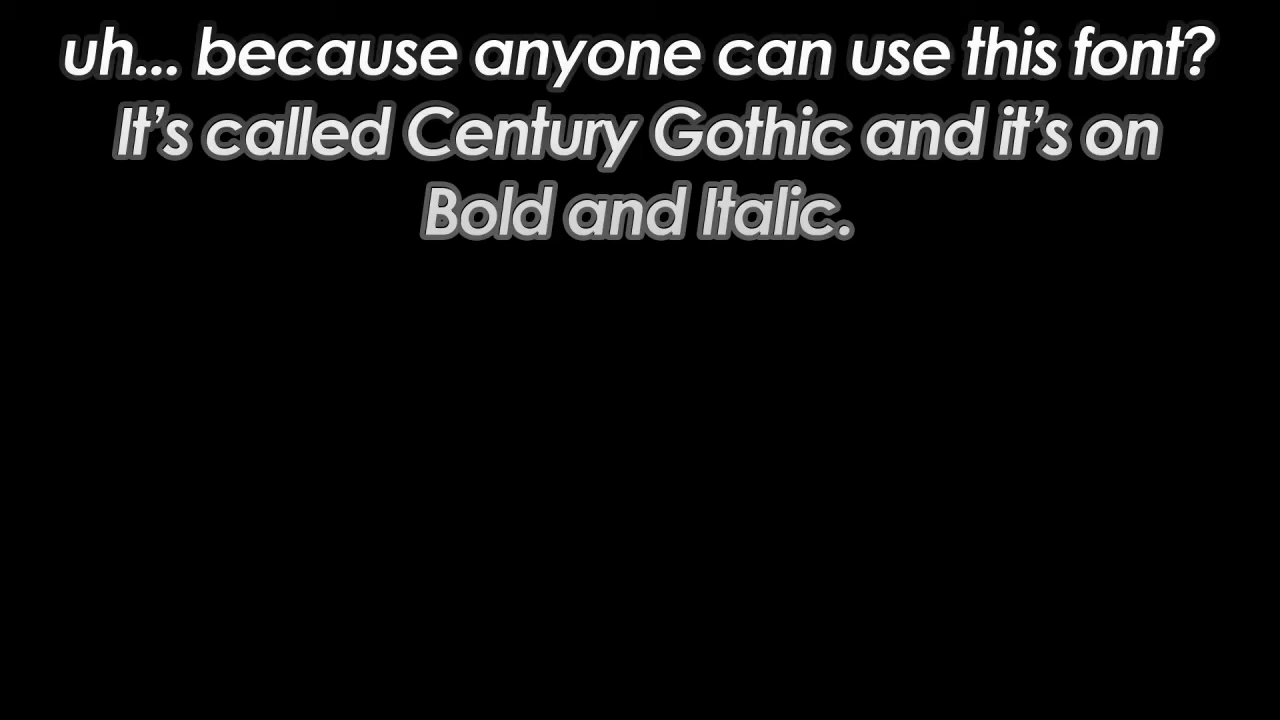 uh... because anyone can use this font?
It’s called Century Gothic and it’s on
Bold and Italic.